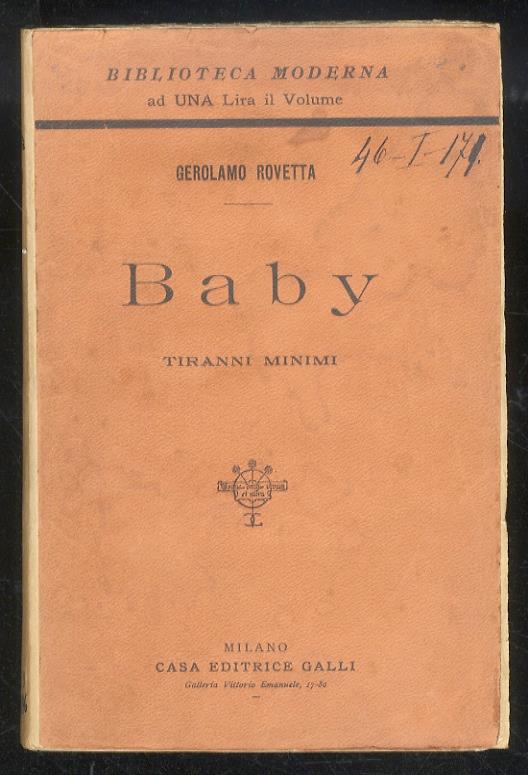 BIBLIOTECA MODERNA
ad UNA Lira il Volume
46-I-171.
GEROLAMO ROVETTA
Baby
TIRANNI MINIMI
MILANO
CASA EDITRICE GALLI
Galleria Vittorio Emanuele, 17-80